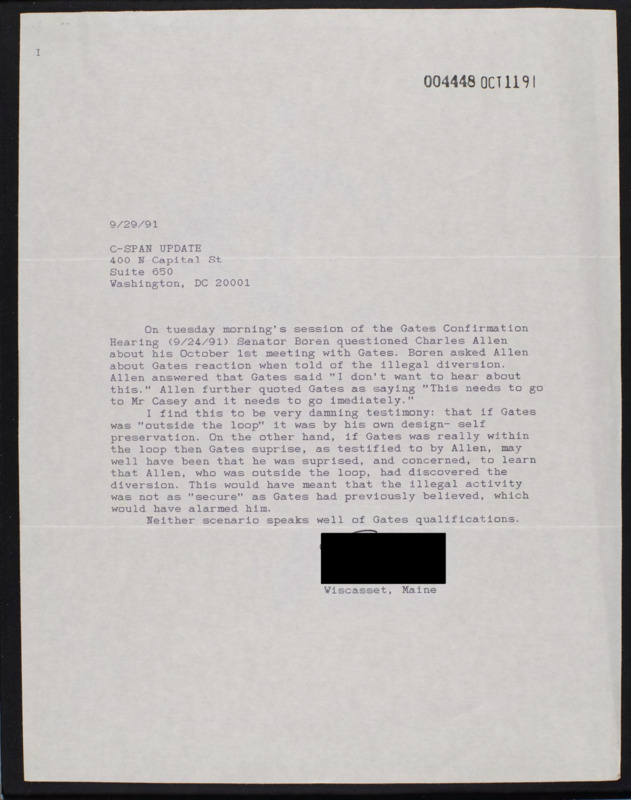 I
004448 OCT1191
9/29/91
C-SPAN UPDATE
400 N Capital St
Suite 650
Washington, DC 20001
On tuesday morning's session of the Gates Confirmation
Hearing (9/24/91) Senator Boren questioned Charles Allen
about his October 1st meeting with Gates. Boren asked Allen
about Gates reaction when told of the illegal diversion.
Allen answered that Gates said "I don't want to hear about
this." Allen further quoted Gates as saying "This needs to go
to Mr Casey and it needs to go imediately."
I find this to be very damning testimony: that if Gates
was "outside the loop" it was by his own design- self
preservation. On the other hand, if Gates was really within
the loop then Gates suprise, as testified to by Allen, may
well have been that he was suprised, and concerned, to learn
that Allen, who was outside the loop, had discovered the
diversion. This would have meant that the illegal activity
was not as "secure" as Gates had previously believed, which
would have alarmed him.
Neither scenario speaks well of Gates qualifications.
Wiscasset, Maine